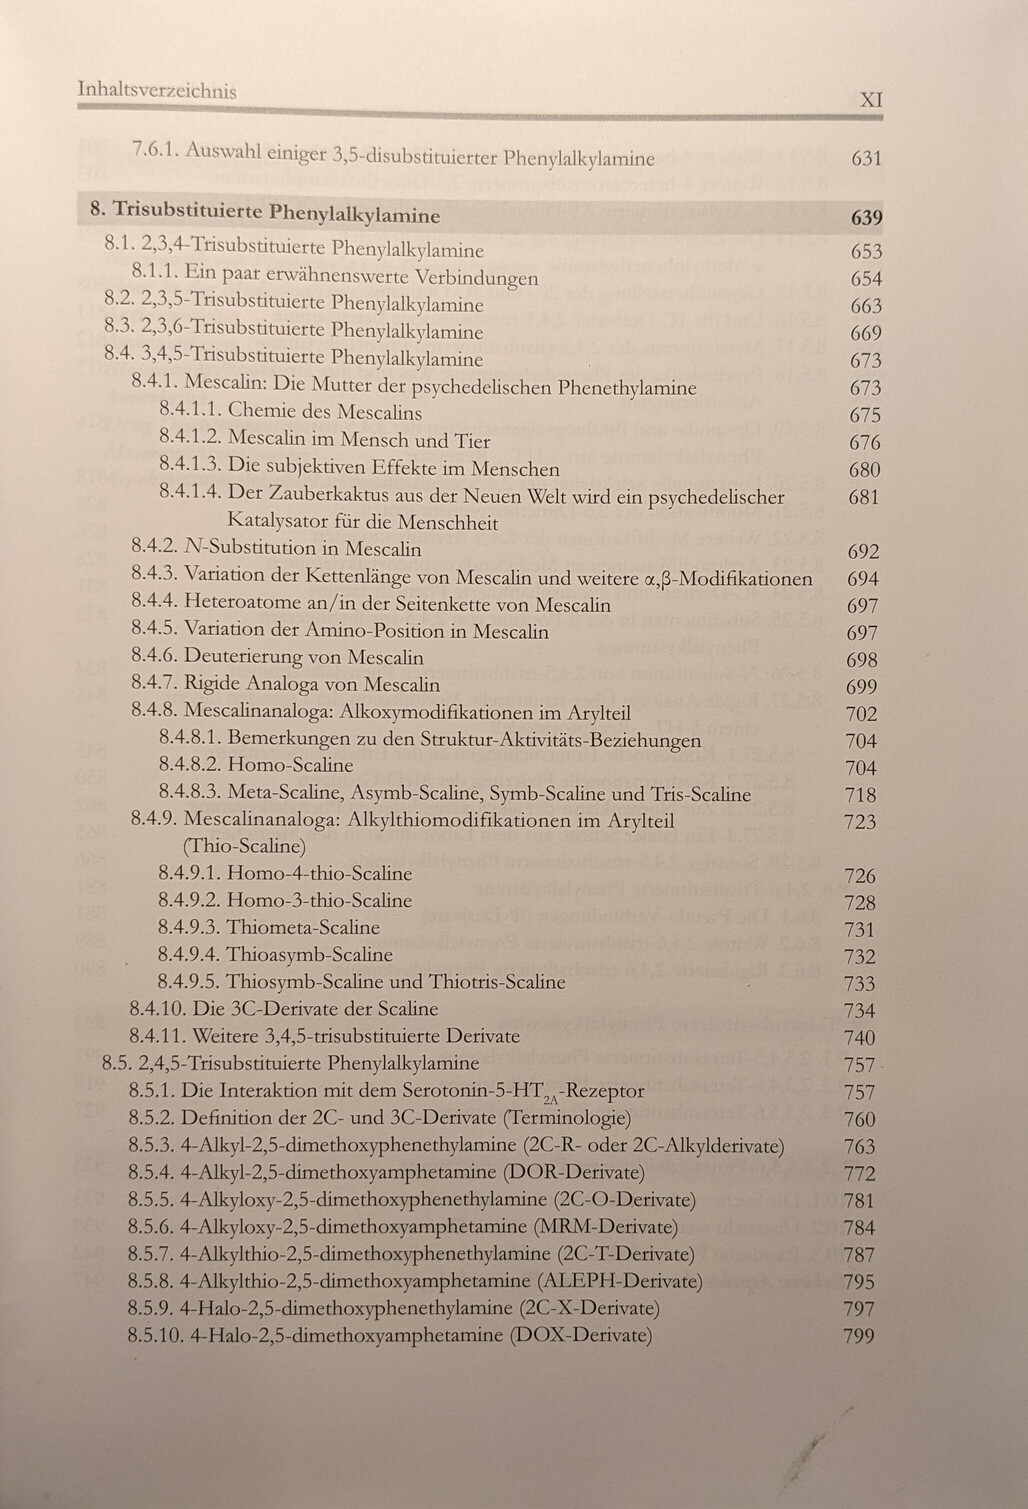 Inhaltsverzeichnis XI
7.6.1. Auswahl einiger 3,5-disubstituierter Phenylalkylamine 631
8. Trisubstituierte Phenylalkylamine 639
8.1. 2,3,4-Trisubstituierte Phenylalkylamine 653
8.1.1. Ein paar erwähnenswerte Verbindungen 654
8.2. 2,3,5-Trisubstituierte Phenylalkylamine 663
8.3. 2,3,6-Trisubstituierte Phenylalkylamine 669
8.4. 3,4,5-Trisubstituierte Phenylalkylamine 673
8.4.1. Mescalin: Die Mutter der psychedelischen Phenethylamine 673
8.4.1.1. Chemie des Mescalins 675
8.4.1.2. Mescalin im Mensch und Tier 676
8.4.1.3. Die subjektiven Effekte im Menschen 680
8.4.1.4. Der Zauberkaktus aus der Neuen Welt wird ein psychedelischer 681
Katalysator für die Menschheit
8.4.2. N-Substitution in Mescalin 692
8.4.3. Variation der Kettenlänge von Mescalin und weitere α,β-Modifikationen 694
8.4.4. Heteroatome an/in der Seitenkette von Mescalin 697
8.4.5. Variation der Amino-Position in Mescalin 697
8.4.6. Deuterierung von Mescalin 698
8.4.7. Rigide Analoga von Mescalin 699
8.4.8. Mescalinanaloga: Alkoxymodifikationen im Arylteil 702
8.4.8.1. Bemerkungen zu den Struktur-Aktivitäts-Beziehungen 704
8.4.8.2. Homo-Scaline 704
8.4.8.3. Meta-Scaline, Asymb-Scaline, Symb-Scaline und Tris-Scaline 718
8.4.9. Mescalinanaloga: Alkylthiomodifikationen im Arylteil 723
(Thio-Scaline)
8.4.9.1. Homo-4-thio-Scaline 726
8.4.9.2. Homo-3-thio-Scaline 728
8.4.9.3. Thiometa-Scaline 731
8.4.9.4. Thioasymb-Scaline 732
8.4.9.5. Thiosymb-Scaline und Thiotris-Scaline 733
8.4.10. Die 3C-Derivate der Scaline 734
8.4.11. Weitere 3,4,5-trisubstituierte Derivate 740
8.5. 2,4,5-Trisubstituierte Phenylalkylamine 757
8.5.1. Die Interaktion mit dem Serotonin-5-HT2A-Rezeptor 757
8.5.2. Definition der 2C- und 3C-Derivate (Terminologie) 760
8.5.3. 4-Alkyl-2,5-dimethoxyphenethylamine (2C-R- oder 2C-Alkylderivate) 763
8.5.4. 4-Alkyl-2,5-dimethoxyamphetamine (DOR-Derivate) 772
8.5.5. 4-Alkyloxy-2,5-dimethoxyphenethylamine (2C-O-Derivate) 781
8.5.6. 4-Alkyloxy-2,5-dimethoxyamphetamine (MRM-Derivate) 784
8.5.7. 4-Alkylthio-2,5-dimethoxyphenethylamine (2C-T-Derivate) 787
8.5.8. 4-Alkylthio-2,5-dimethoxyamphetamine (ALEPH-Derivate) 795
8.5.9. 4-Halo-2,5-dimethoxyphenethylamine (2C-X-Derivate) 797
8.5.10. 4-Halo-2,5-dimethoxyamphetamine (DOX-Derivate) 799